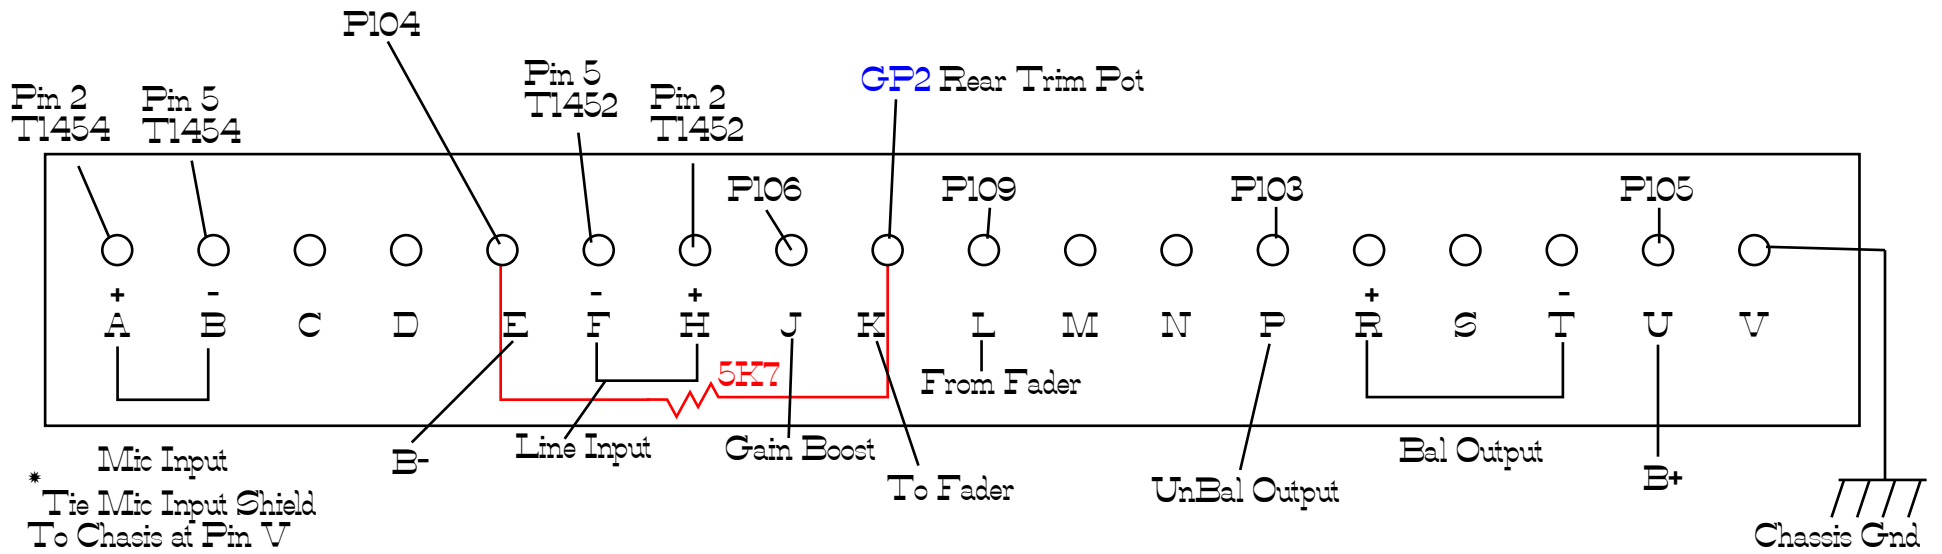 P104
Pin 2
T1454
Pin 5
T1454
Pin 5
T1452
Pin 2
T1452
GP2 Rear Trim Pot
P106
P109
P103
P105
+ - - + + -
A B C D E F H J K L M N P R S T U V
5K7
From Fader
Mic Input
B-
Line Input
Gain Boost
To Fader
UnBal Output
Bal Output
B+
* Tie Mic Input Shield
To Chasis at Pin V
Chassis Gnd